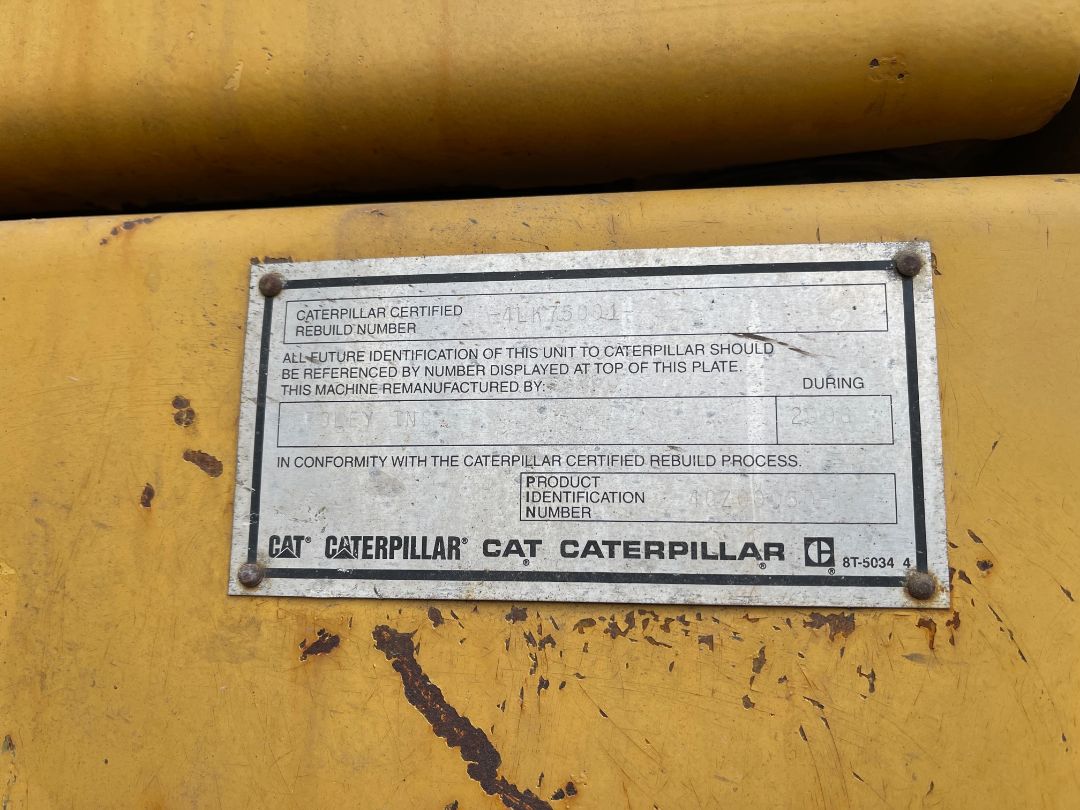 CATERPILLAR CERTIFIED
REBUILD NUMBER
ALL FUTURE IDENTIFICATION OF THIS UNIT TO CATERPILLAR SHOULD
BE REFERENCED BY NUMBER DISPLAYED AT TOP OF THIS PLATE.
THIS MACHINE REMANUFACTURED BY:
DURING
IN CONFORMITY WITH THE CATERPILLAR CERTIFIED REBUILD PROCESS.
PRODUCT
IDENTIFICATION
NUMBER
CAT® CATERPILLAR® CAT® CATERPILLAR® C® 8T-5034 4